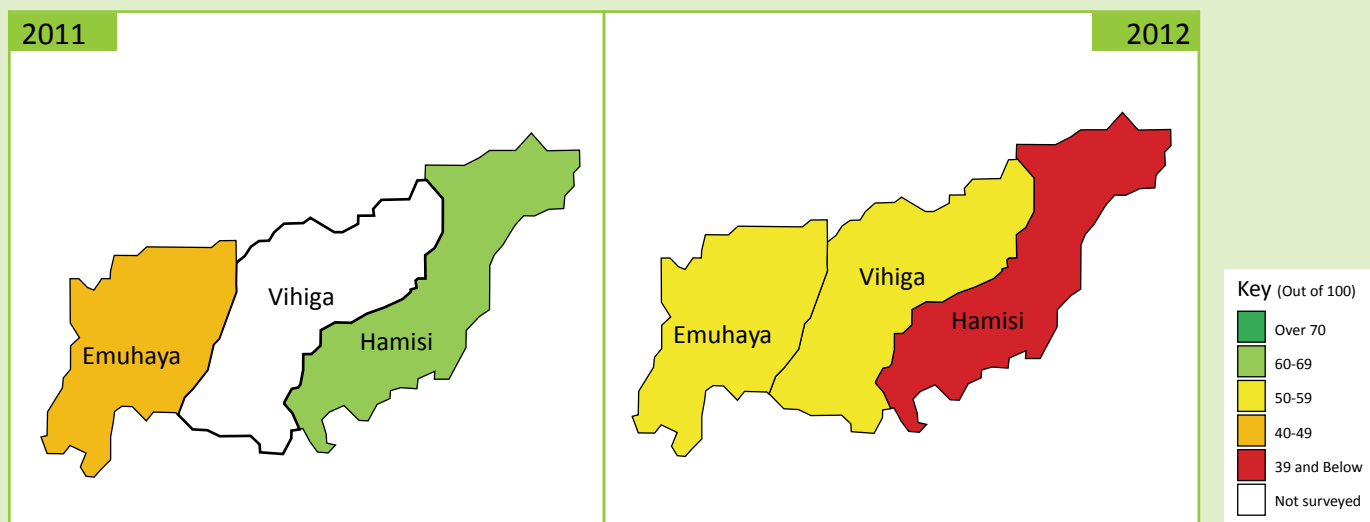 2011
Emuhaya
Vihiga
Hamisi
2012
Emuhaya
Vihiga
Hamisi
Key (Out of 100)
Over 70
60-69
50-59
40-49
39 and Below
Not surveyed